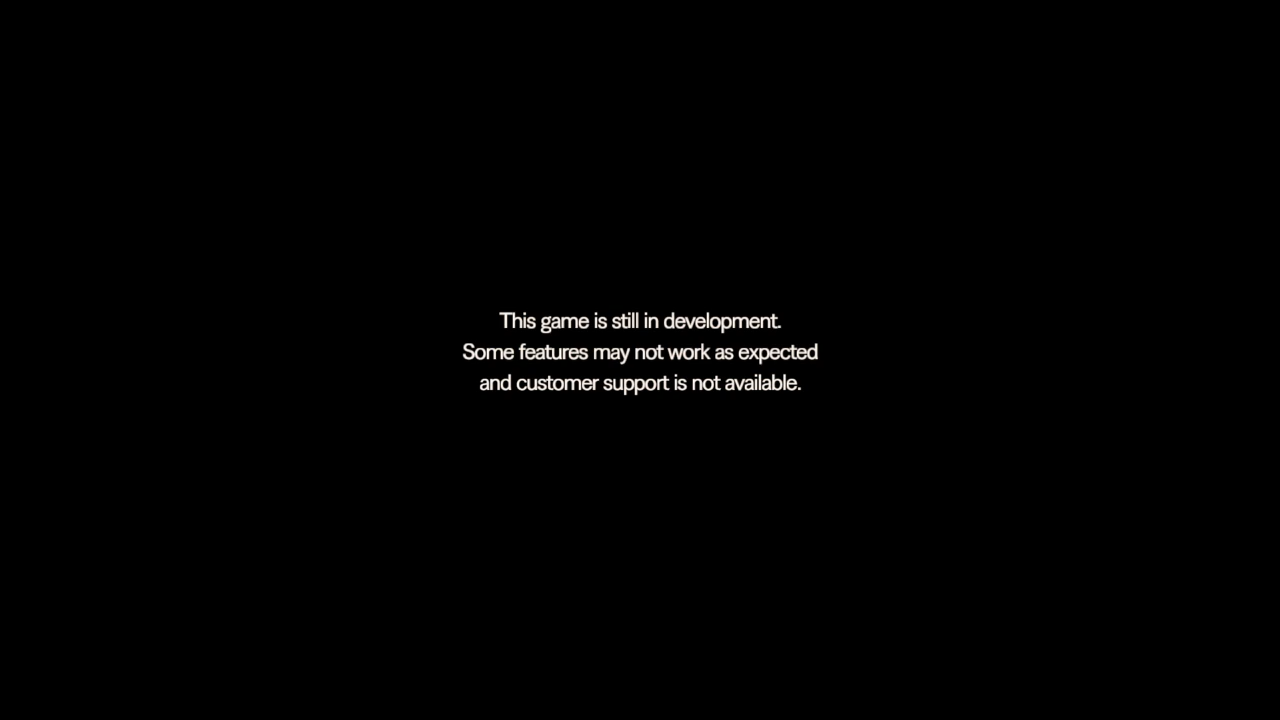 This game is still in development.
Some features may not work as expected
and customer support is not available.